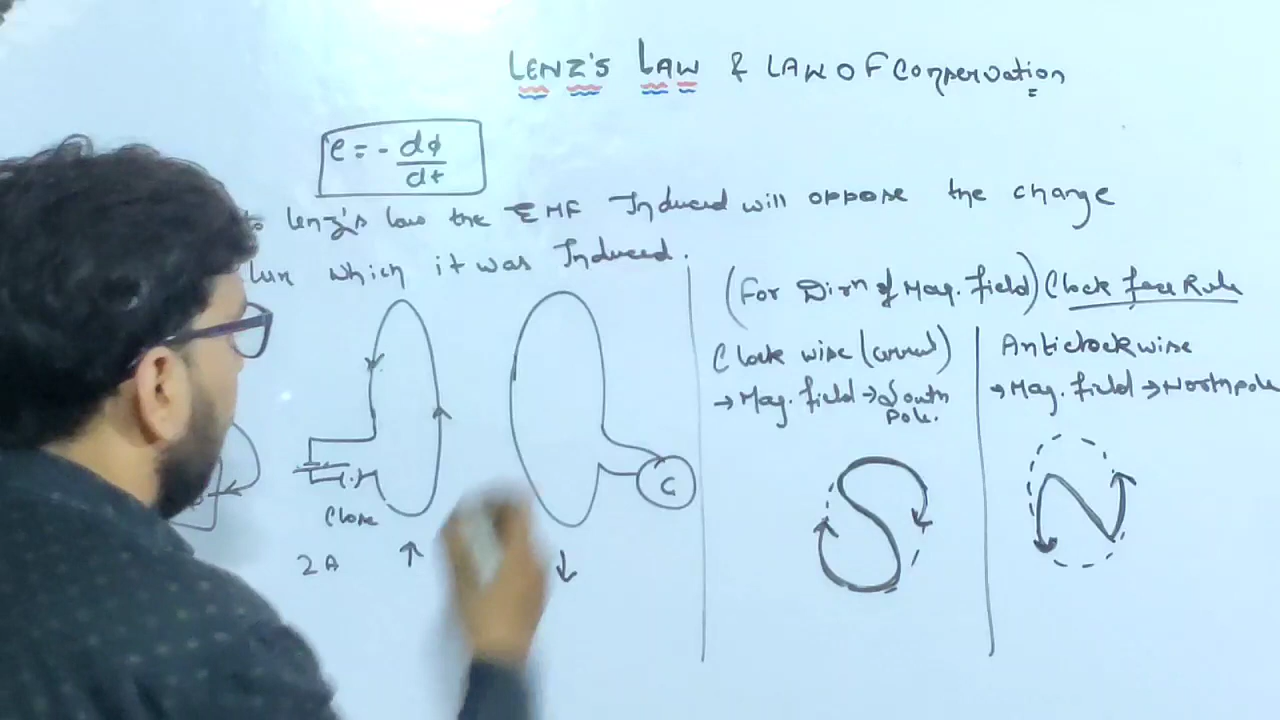 LENZ'S LAW & LAW OF Conservation
e = - dϕ/dt
to Lenz's law the EMF Induced will oppose the change
lux which it was Induced.
(For Dirⁿ of Mag. field) Clock face Rule
Clock wise (current)
→ Mag. field → South
Pole.
Anticlockwise
→ Mag. field → North pole
G
Close
2A
S
N